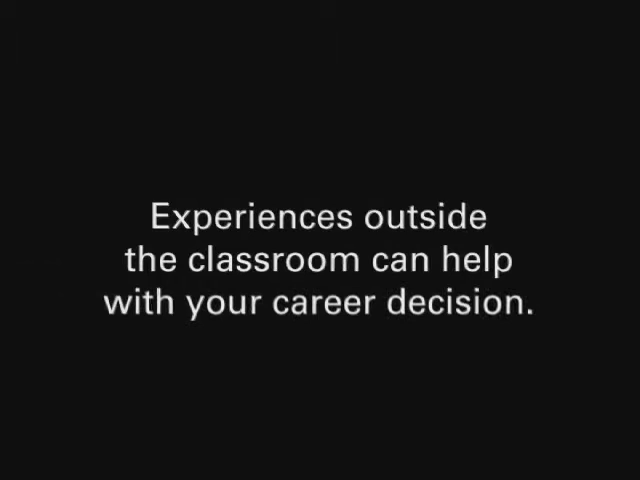 Experiences outside
the classroom can help
with your career decision.